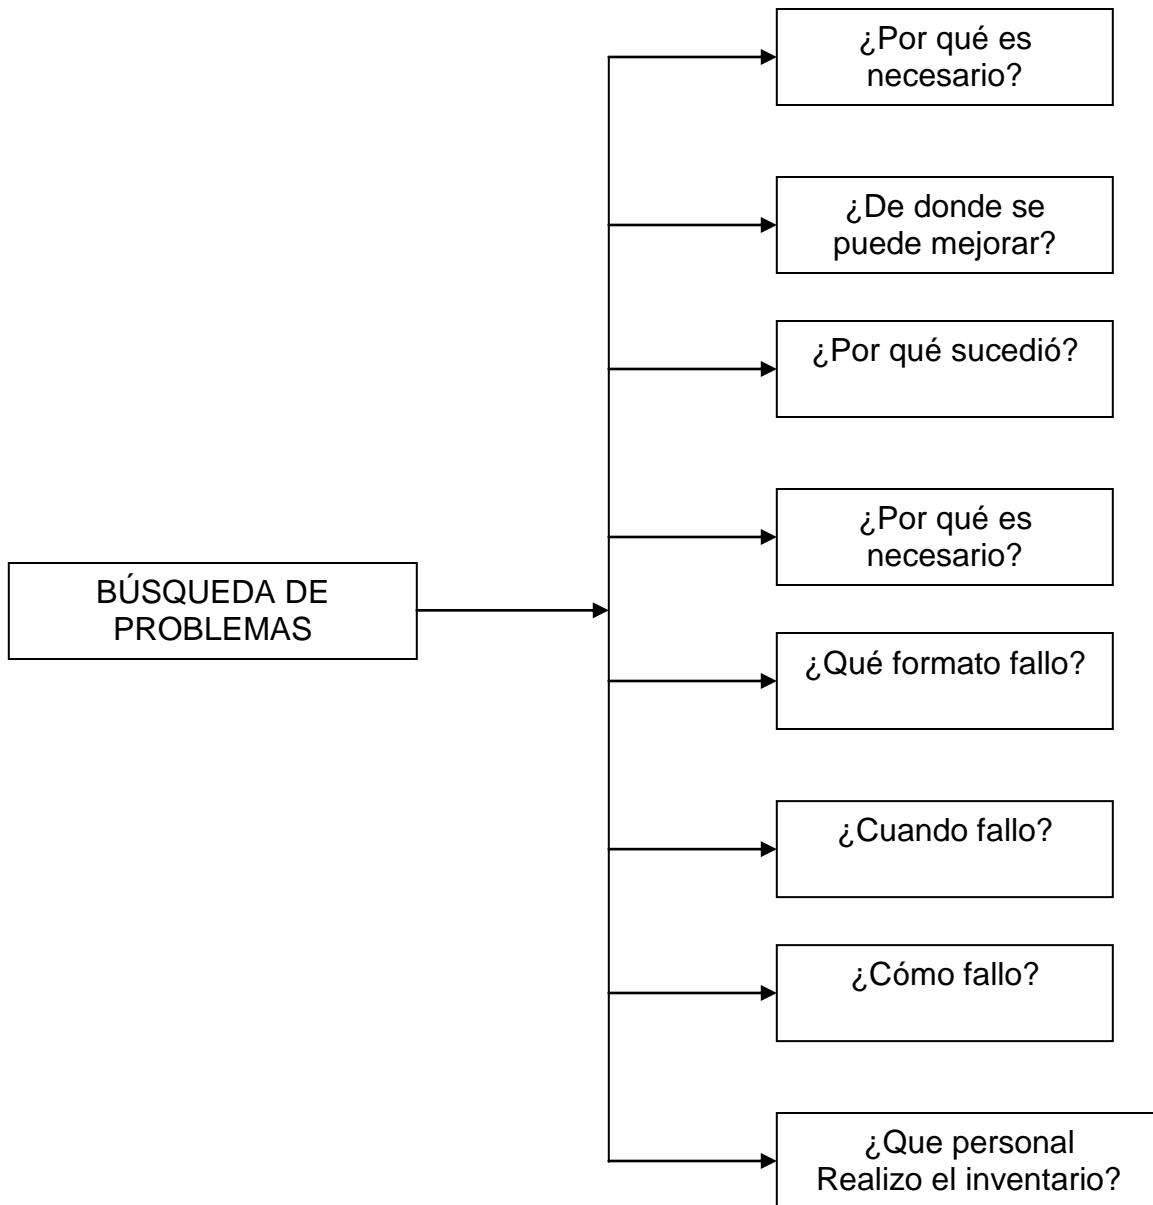 ¿Por qué es
necesario?
¿De donde se
puede mejorar?
¿Por qué sucedió?
¿Por qué es
necesario?
BÚSQUEDA DE
PROBLEMAS
¿Qué formato fallo?
¿Cuando fallo?
¿Cómo fallo?
¿Que personal
Realizo el inventario?